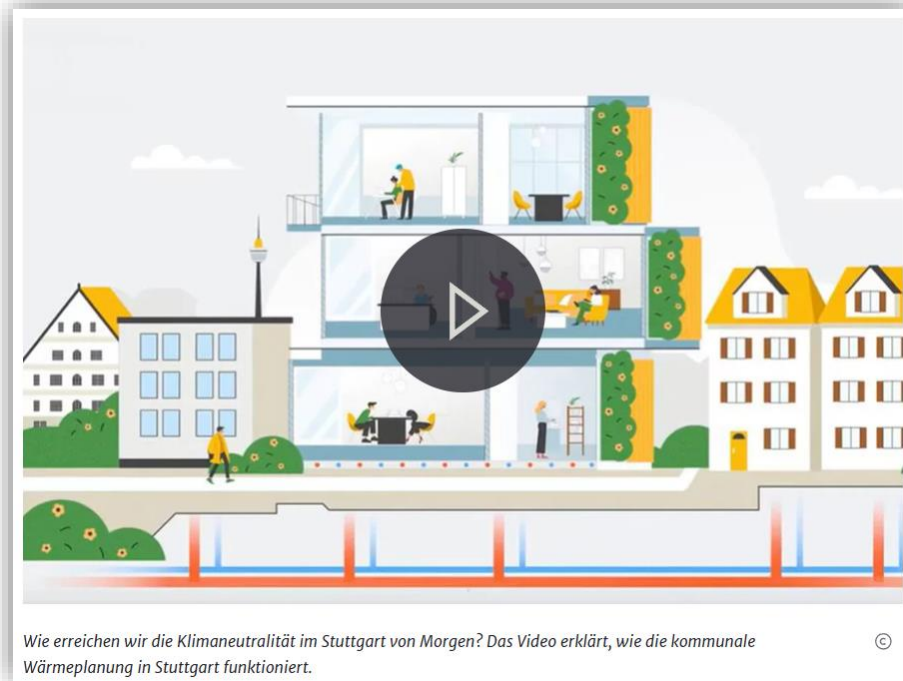 Wie erreichen wir die Klimaneutralität im Stuttgart von Morgen? Das Video erklärt, wie die kommunale
Wärmeplanung in Stuttgart funktioniert.
©